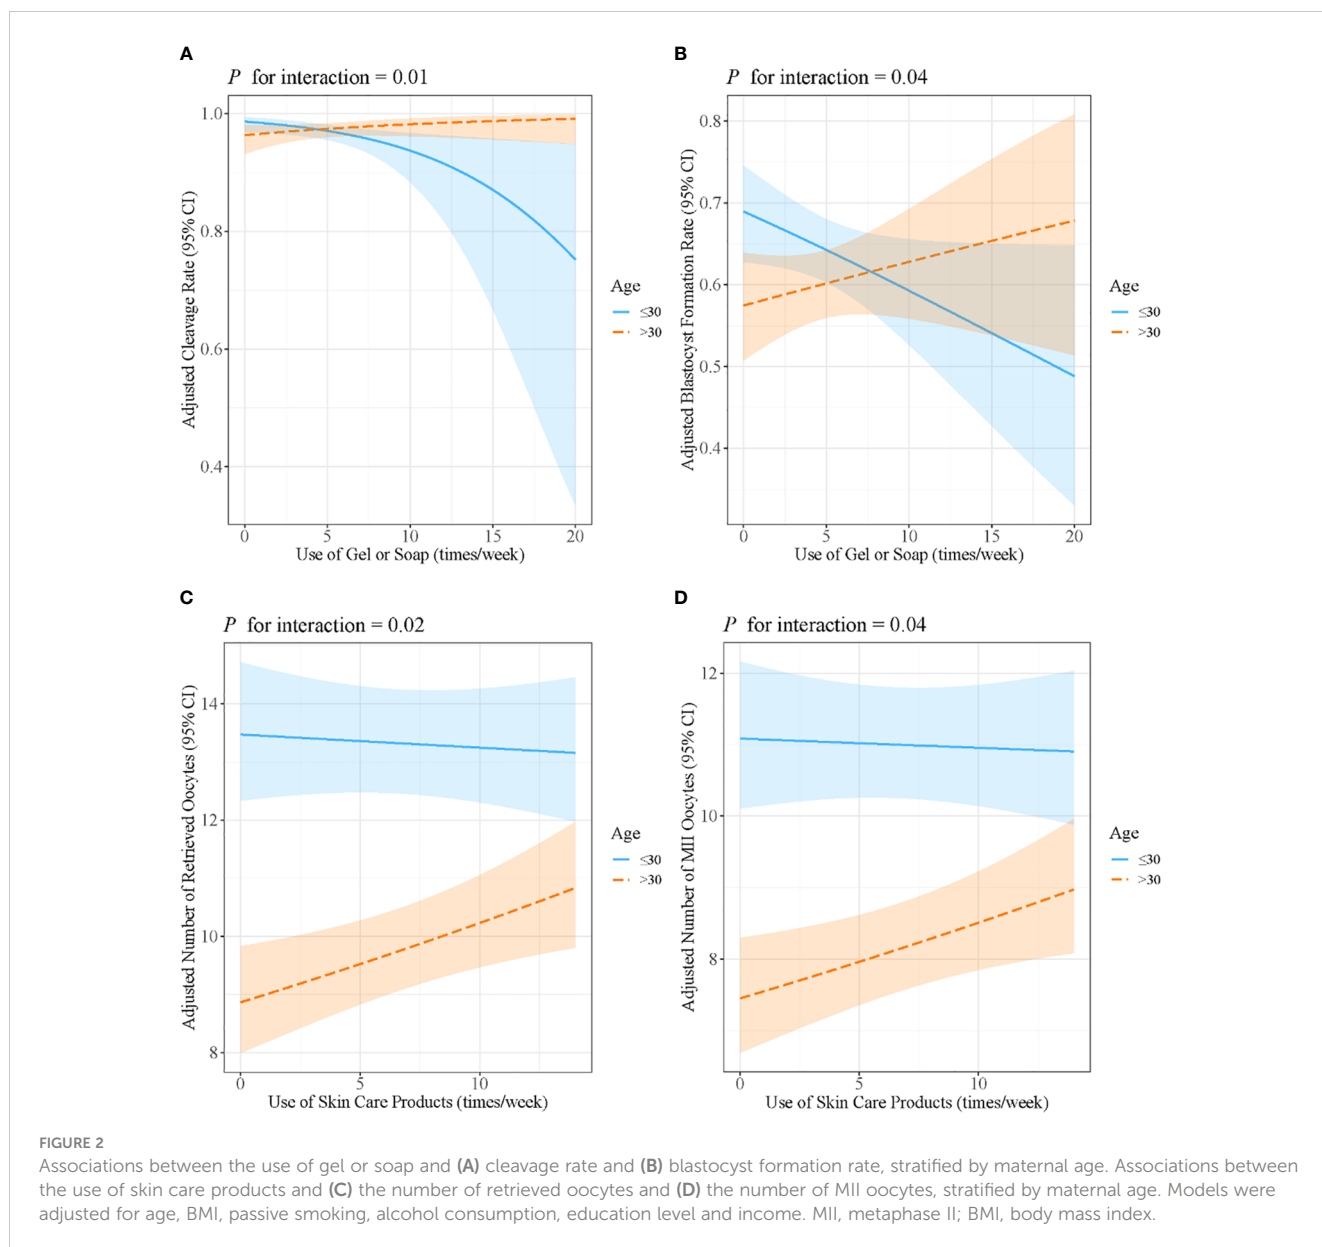 A
P for interaction = 0.01
1.0
0.8
0.6
0.4
Adjusted Cleavage Rate (95% CI)
0 5 10 15 20
Use of Gel or Soap (times/week)
Age
≤30
>30
B
P for interaction = 0.04
0.8
0.7
0.6
0.5
0.4
Adjusted Blastocyst Formation Rate (95% CI)
0 5 10 15 20
Use of Gel or Soap (times/week)
Age
≤30
>30
C
P for interaction = 0.02
14
12
10
8
Adjusted Number of Retrieved Oocytes (95% CI)
0 5 10
Use of Skin Care Products (times/week)
Age
≤30
>30
D
P for interaction = 0.04
12
10
8
Adjusted Number of MII Oocytes (95% CI)
0 5 10
Use of Skin Care Products (times/week)
Age
≤30
>30
FIGURE 2
Associations between the use of gel or soap and (A) cleavage rate and (B) blastocyst formation rate, stratified by maternal age. Associations between
the use of skin care products and (C) the number of retrieved oocytes and (D) the number of MII oocytes, stratified by maternal age. Models were
adjusted for age, BMI, passive smoking, alcohol consumption, education level and income. MII, metaphase II; BMI, body mass index.